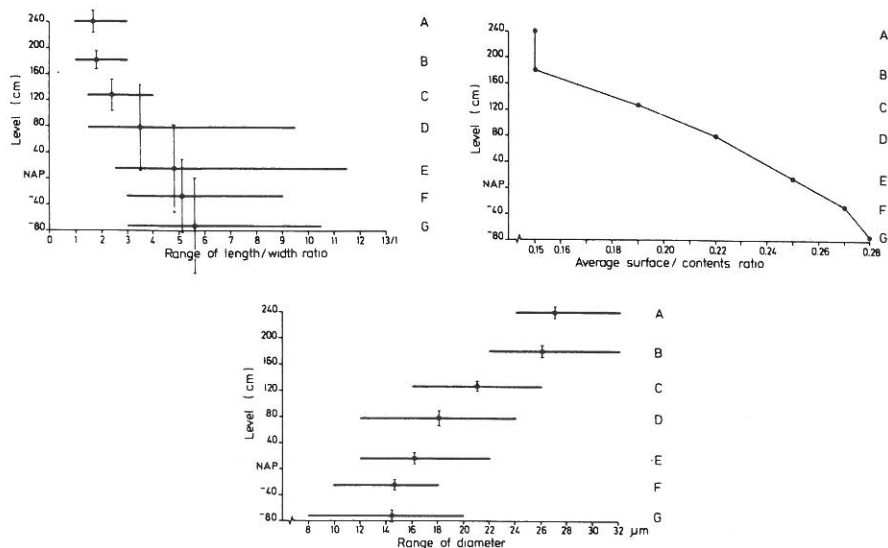 240
200
160
120
80
40
NAP
-40
-80
Level (cm)
A
B
C
D
E
F
G
0 1 2 3 4 5 6 7 8 9 10 11 12 13/1
Range of length/width ratio
240
200
160
120
80
40
NAP
-40
-80
Level (cm)
A
B
C
D
E
F
G
0,15 0,16 0,18 0,20 0,22 0,24 0,26 0,28
Average surface/contents ratio
240
200
160
120
80
40
NAP
-40
-80
Level (cm)
A
B
C
D
E
F
G
8 10 12 14 16 18 20 22 24 26 28 30 32
µm
Range of diameter